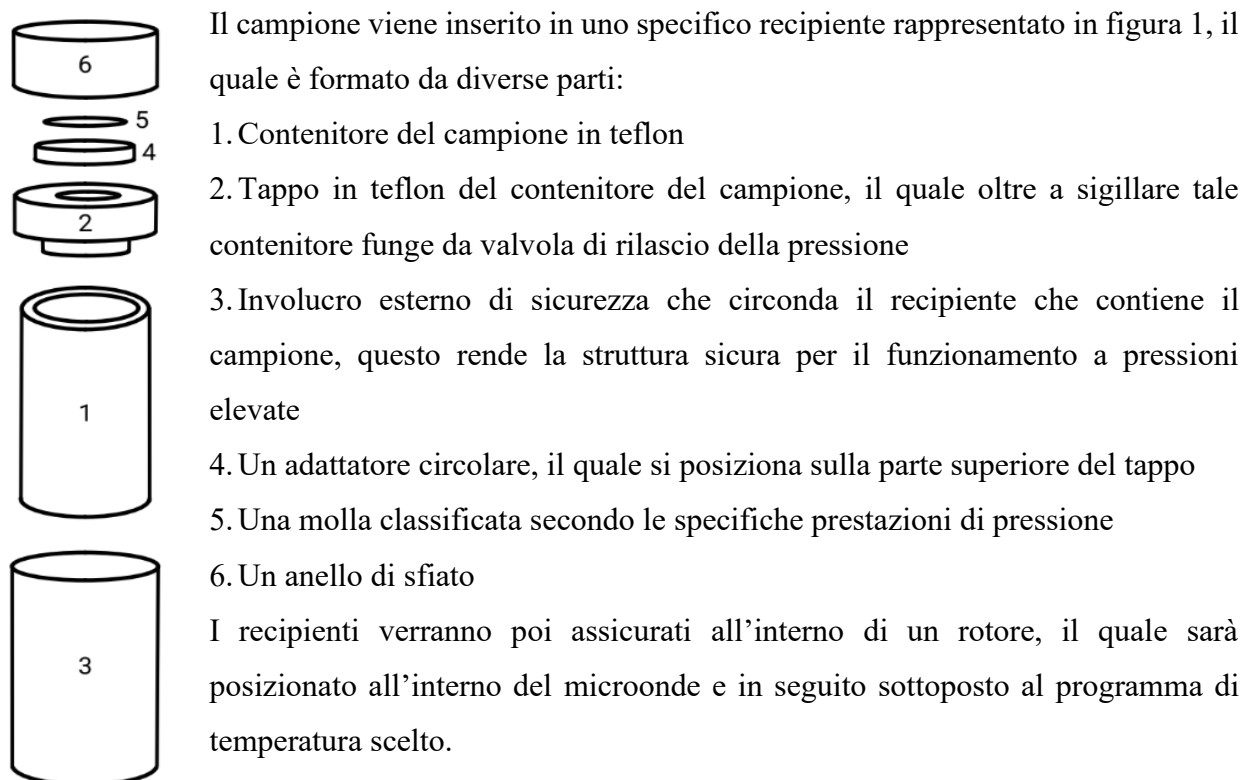 Il campione viene inserito in uno specifico recipiente rappresentato in figura 1, il
quale è formato da diverse parti:
1. Contenitore del campione in teflon
2. Tappo in teflon del contenitore del campione, il quale oltre a sigillare tale
contenitore funge da valvola di rilascio della pressione
3. Involucro esterno di sicurezza che circonda il recipiente che contiene il
campione, questo rende la struttura sicura per il funzionamento a pressioni
elevate
4. Un adattatore circolare, il quale si posiziona sulla parte superiore del tappo
5. Una molla classificata secondo le specifiche prestazioni di pressione
6. Un anello di sfiato
I recipienti verranno poi assicurati all’interno di un rotore, il quale sarà
posizionato all’interno del microonde e in seguito sottoposto al programma di
temperatura scelto.
6
5
4
2
1
3